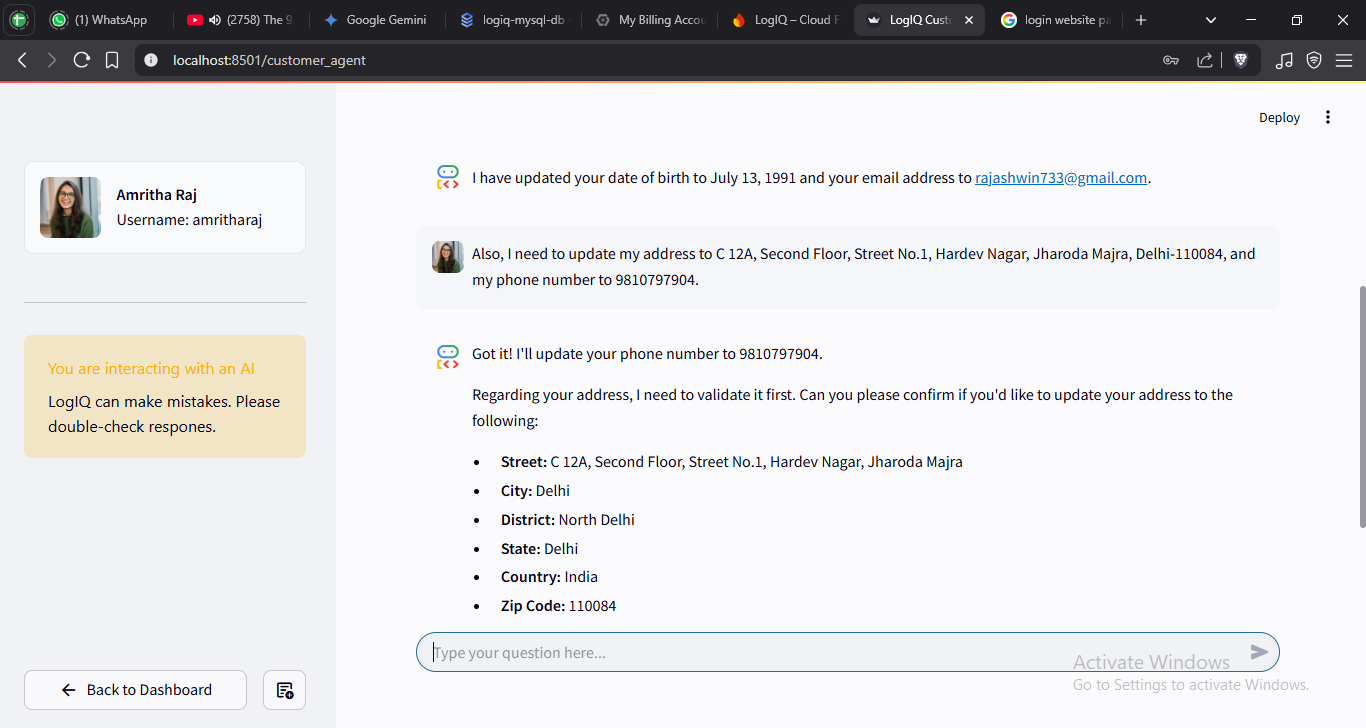 (1) WhatsApp
(2758) The 9
Google Gemini
logiq-mysql-db
My Billing Accou
LogIQ – Cloud F
LogIQ Cust
login website pa
localhost:8501/customer_agent
Deploy
Amritha Raj
Username: amritharaj
You are interacting with an AI
LogIQ can make mistakes. Please
double-check respones.
Back to Dashboard
I have updated your date of birth to July 13, 1991 and your email address to rajashwin733@gmail.com.
Also, I need to update my address to C 12A, Second Floor, Street No.1, Hardev Nagar, Jharoda Majra, Delhi-110084, and
my phone number to 9810797904.
Got it! I'll update your phone number to 9810797904.
Regarding your address, I need to validate it first. Can you please confirm if you'd like to update your address to the
following:
• Street: C 12A, Second Floor, Street No.1, Hardev Nagar, Jharoda Majra
• City: Delhi
• District: North Delhi
• State: Delhi
• Country: India
• Zip Code: 110084
Type your question here...
Activate Windows
Go to Settings to activate Windows.